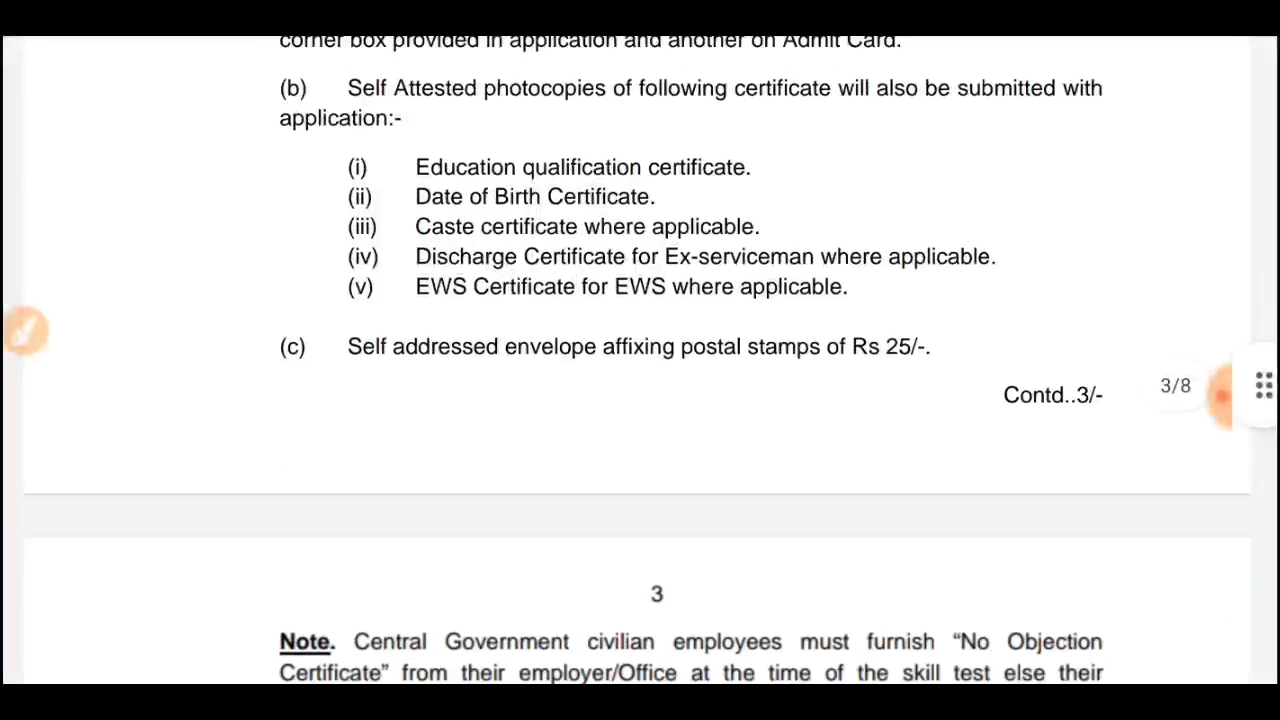 corner box provided in application and another on Admit Card.
(b) Self Attested photocopies of following certificate will also be submitted with
application:-
(i) Education qualification certificate.
(ii) Date of Birth Certificate.
(iii) Caste certificate where applicable.
(iv) Discharge Certificate for Ex-serviceman where applicable.
(v) EWS Certificate for EWS where applicable.
(c) Self addressed envelope affixing postal stamps of Rs 25/-.
Contd..3/-
3/8
3
Note. Central Government civilian employees must furnish “No Objection
Certificate” from their employer/Office at the time of the skill test else their